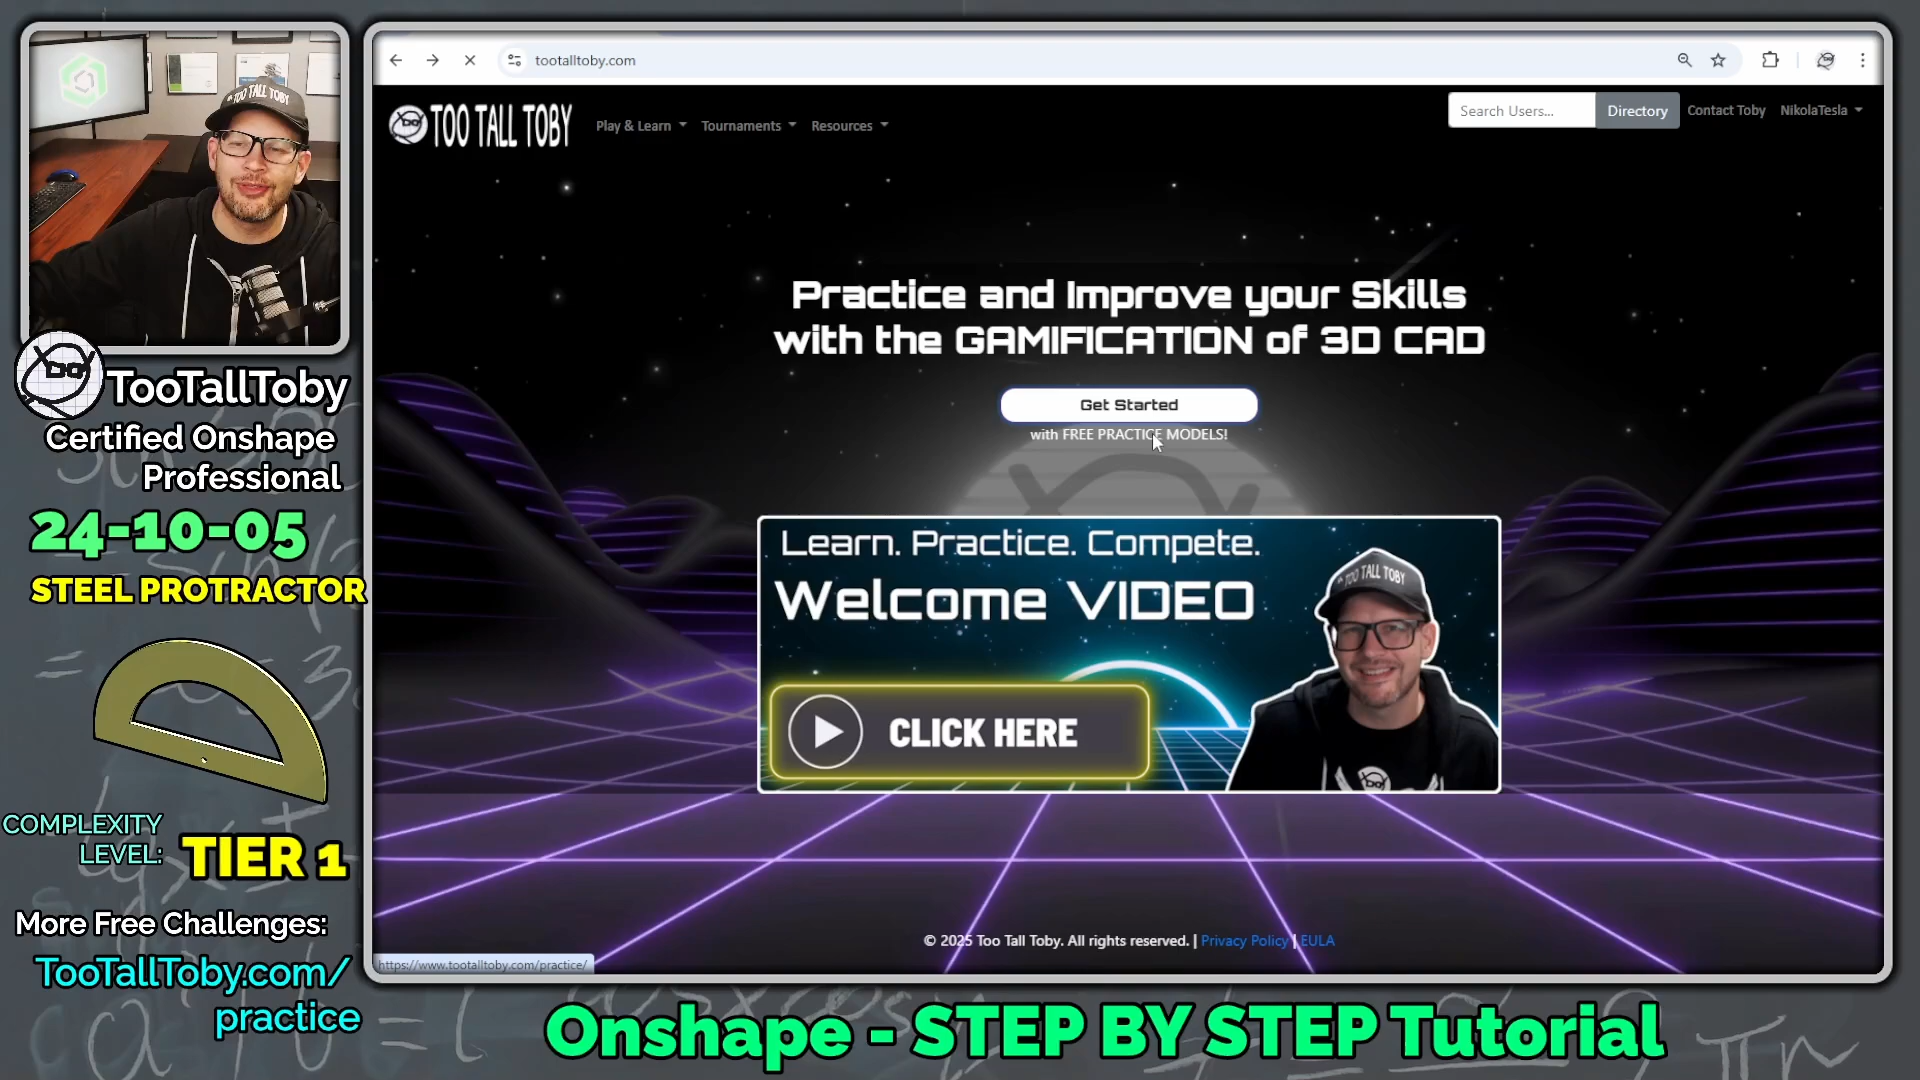 TOO TALL TOBY
TooTallToby
Certified Onshape
Professional
24-10-05
STEEL PROTRACTOR
COMPLEXITY
LEVEL:
TIER 1
More Free Challenges:
TooTallToby.com/
practice
tootalltoby.com
TOO TALL TOBY
Play & Learn
Tournaments
Resources
Search Users...
Directory
Contact Toby
NikolaTesla
Practice and Improve your Skills
with the GAMIFICATION of 3D CAD
Get Started
with FREE PRACTICE MODELS!
Learn. Practice. Compete.
Welcome VIDEO
CLICK HERE
TOO TALL TOBY
© 2025 Too Tall Toby. All rights reserved. | Privacy Policy | EULA
https://www.tootalltoby.com/practice/
Onshape - STEP BY STEP Tutorial